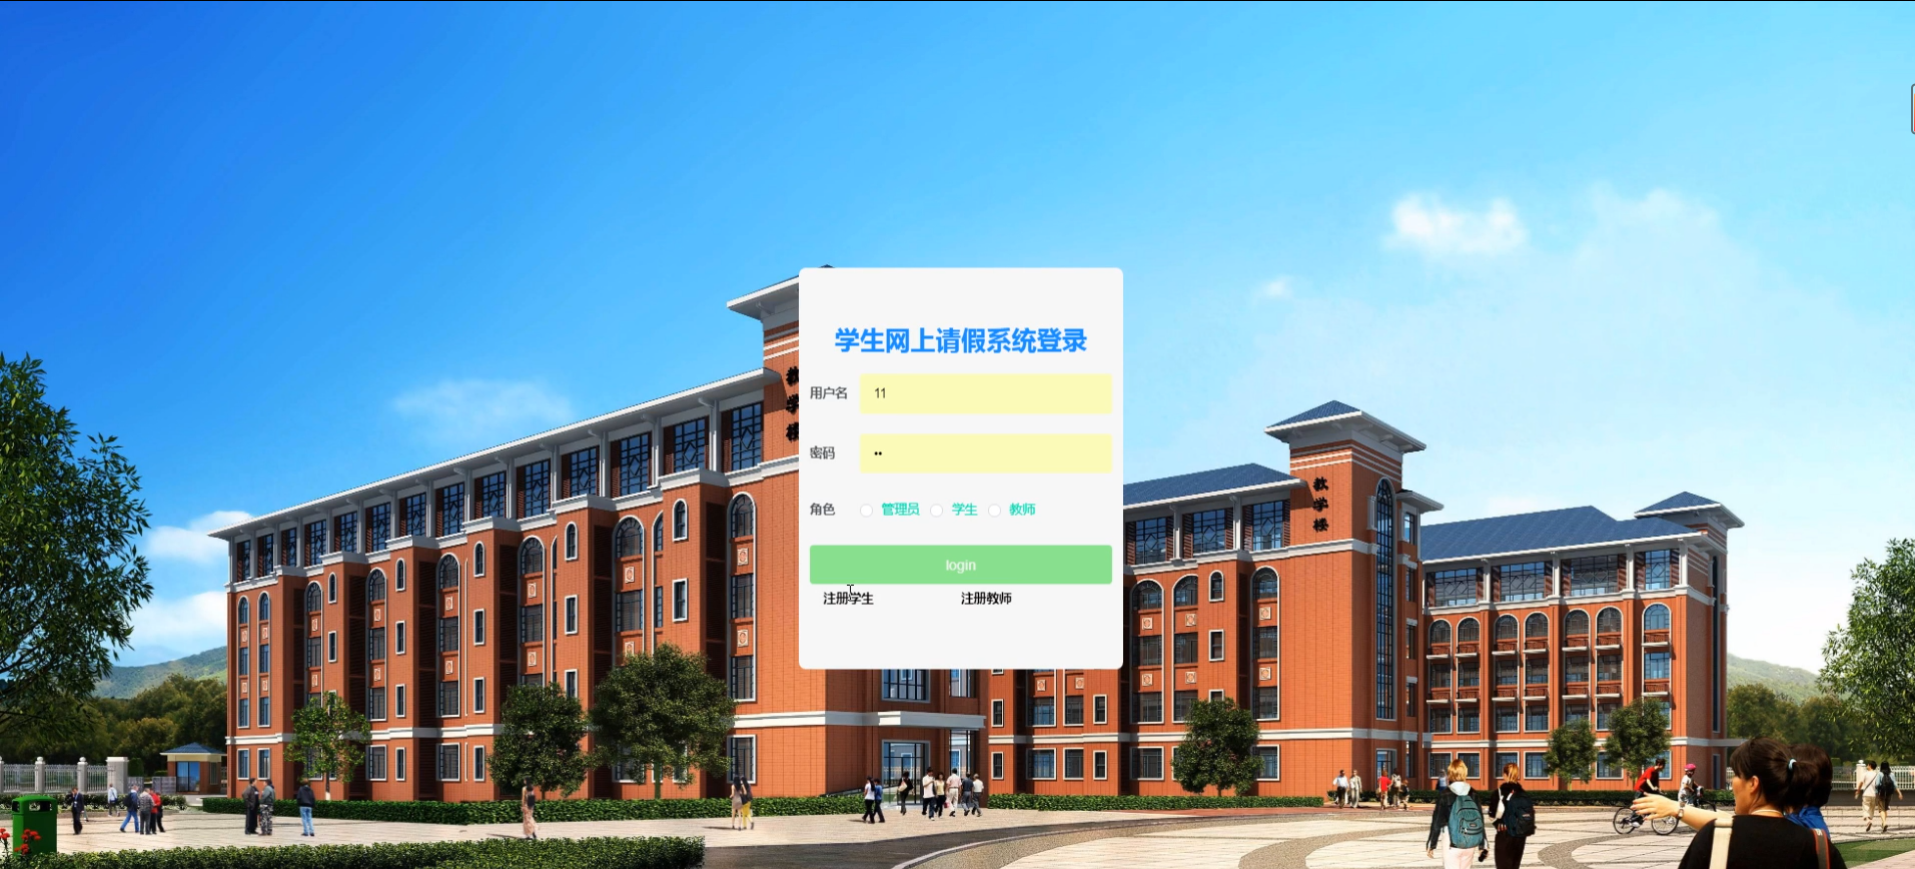 学生网上请假系统登录
用户名 11
密码 ••
角色 管理员 学生 教师
login
注册学生 注册教师
教学楼
教学楼